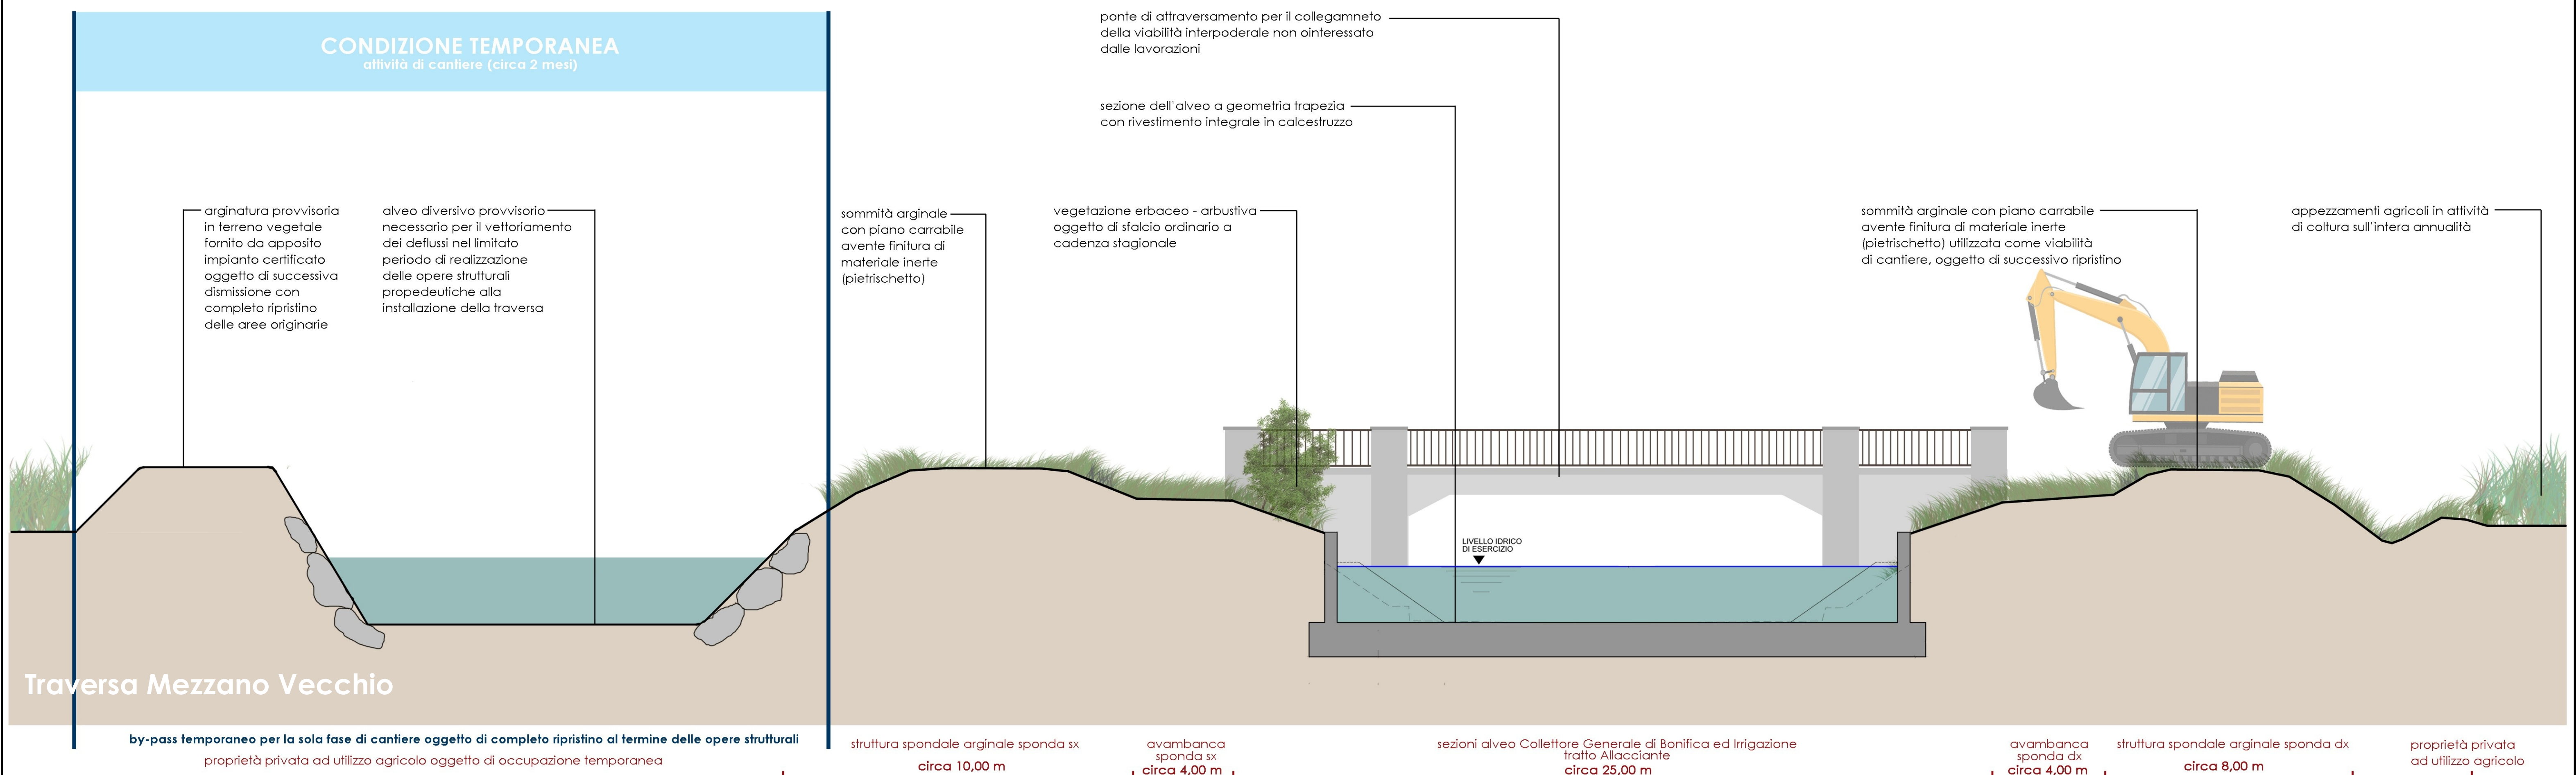 CONDIZIONE TEMPORANEA
attività di cantiere (circa 2 mesi)
ponte di attraversamento per il collegamneto
della viabilità interpoderale non ointeressato
dalle lavorazioni
sezione dell'alveo a geometria trapezia
con rivestimento integrale in calcestruzzo
arginatura provvisoria
in terreno vegetale
fornito da apposito
impianto certificato
oggetto di successiva
dismissione con
completo ripristino
delle aree originarie
alveo diversivo provvisorio
necessario per il vettoriamento
dei deflussi nel limitato
periodo di realizzazione
delle opere strutturali
propedeutiche alla
installazione della traversa
sommità arginale
con piano carrabile
avente finitura di
materiale inerte
(pietrischetto)
vegetazione erbaceo - arbustiva
oggetto di sfalcio ordinario a
cadenza stagionale
sommità arginale con piano carrabile
avente finitura di materiale inerte
(pietrischetto) utilizzata come viabilità
di cantiere, oggetto di successivo ripristino
appezzamenti agricoli in attività
di coltura sull'intera annualità
LIVELLO IDRICO
DI ESERCIZIO
Traversa Mezzano Vecchio
by-pass temporaneo per la sola fase di cantiere oggetto di completo ripristino al termine delle opere strutturali
proprietà privata ad utilizzo agricolo oggetto di occupazione temporanea
struttura spondale arginale sponda sx
circa 10,00 m
avambanca
sponda sx
circa 4,00 m
sezioni alveo Collettore Generale di Bonifica ed Irrigazione
tratto Allacciante
circa 25,00 m
avambanca
sponda dx
circa 4,00 m
struttura spondale arginale sponda dx
circa 8,00 m
proprietà privata
ad utilizzo agricolo